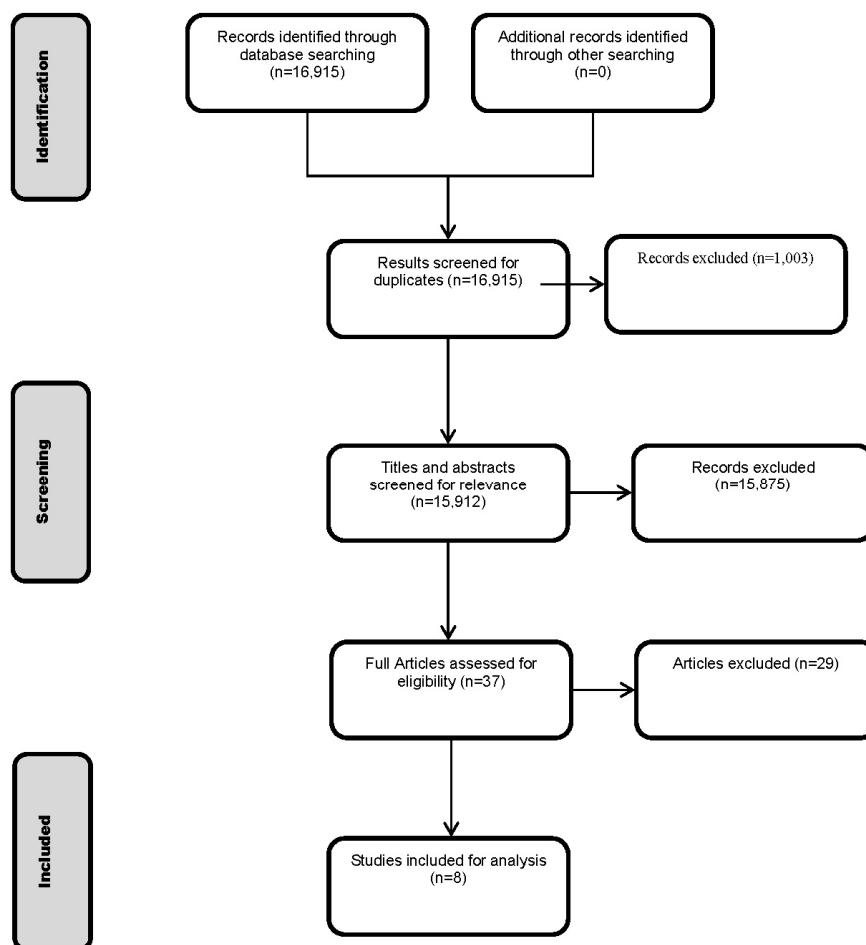 Identification
Records identified through
database searching
(n=16,915)
Additional records identified
through other searching
(n=0)
Results screened for
duplicates (n=16,915)
Records excluded (n=1,003)
Screening
Titles and abstracts
screened for relevance
(n=15,912)
Records excluded
(n=15,875)
Full Articles assessed for
eligibility (n=37)
Articles excluded (n=29)
Included
Studies included for analysis
(n=8)